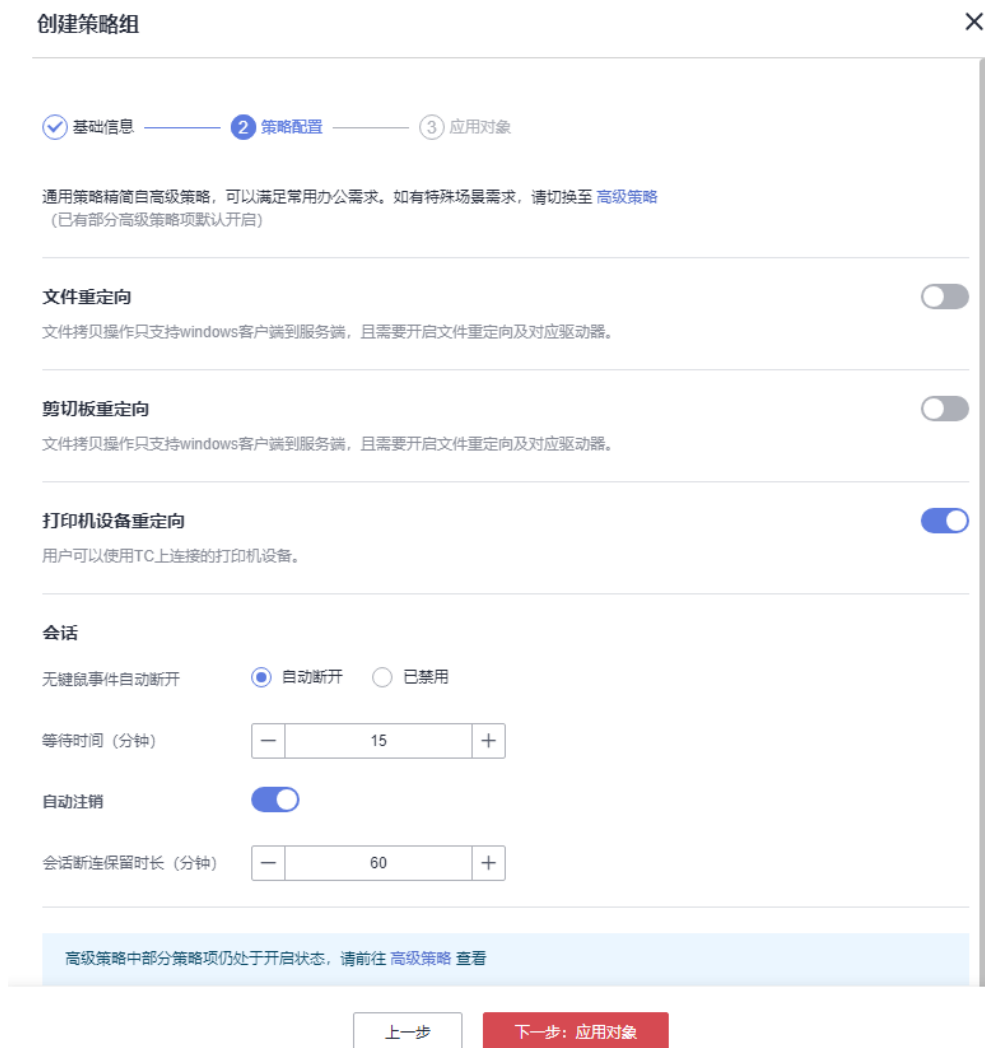 创建策略组
基础信息 2 策略配置 3 应用对象
通用策略精简自高级策略，可以满足常用办公需求。如有特殊场景需求，请切换至 高级策略
（已有部分高级策略项默认开启）
文件重定向
文件拷贝操作只支持windows客户端到服务端，且需要开启文件重定向及对应驱动器。
剪切板重定向
文件拷贝操作只支持windows客户端到服务端，且需要开启文件重定向及对应驱动器。
打印机设备重定向
用户可以使用TC上连接的打印机设备。
会话
无键鼠事件自动断开 自动断开 已禁用
等待时间（分钟） 15
自动注销
会话断连保留时长（分钟） 60
高级策略中部分策略项仍处于开启状态，请前往 高级策略 查看
上一步 下一步：应用对象